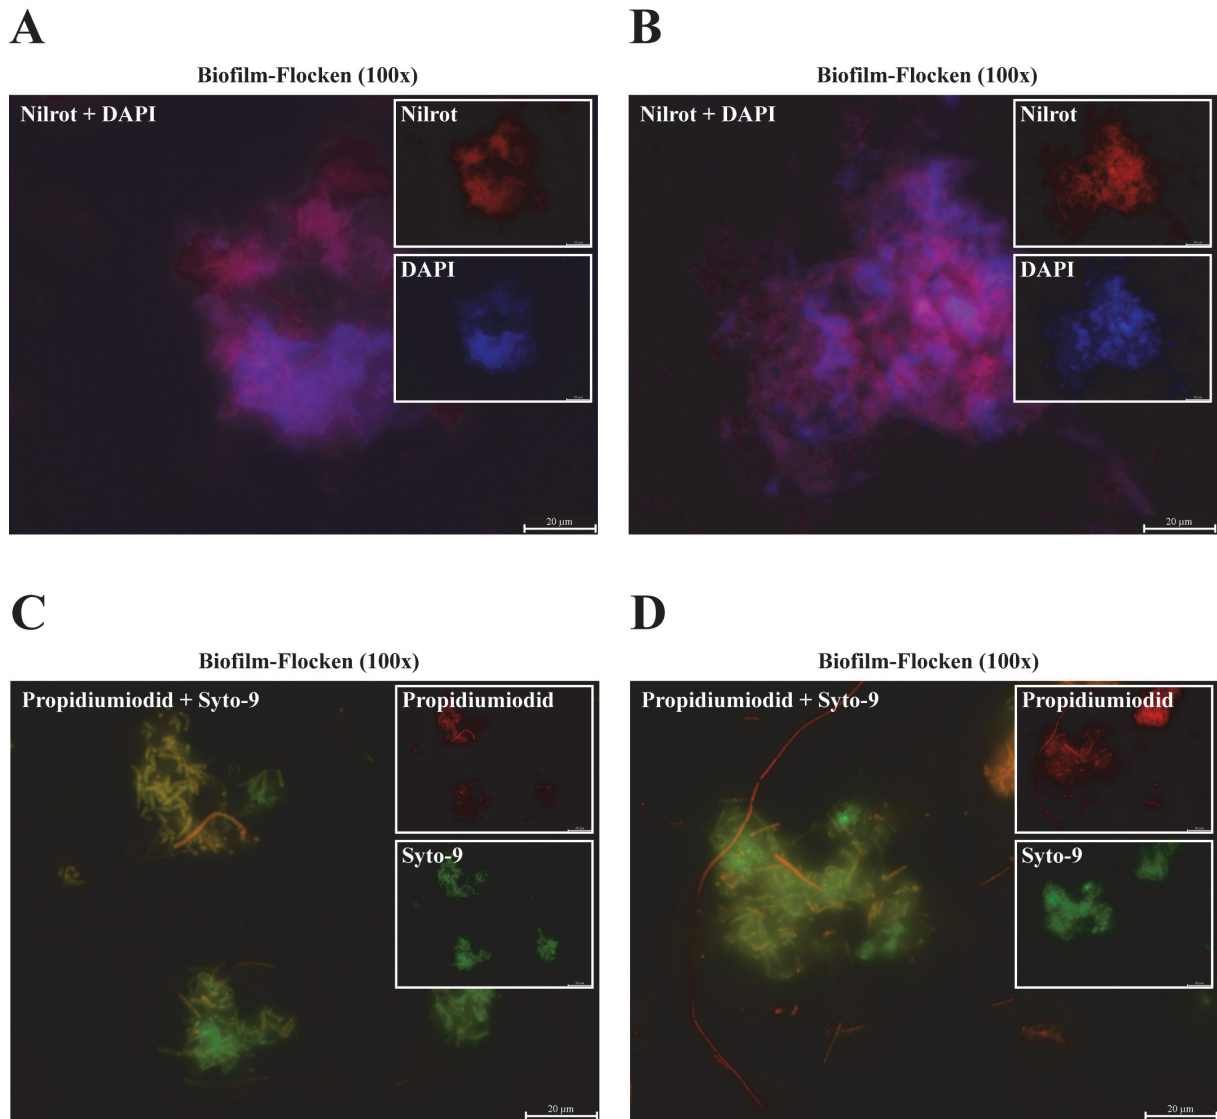 A
Biofilm-Flocken (100x)
Nilrot + DAPI
Nilrot
DAPI
20 µm
B
Biofilm-Flocken (100x)
Nilrot + DAPI
Nilrot
DAPI
20 µm
C
Biofilm-Flocken (100x)
Propidiumiodid + Syto-9
Propidiumiodid
Syto-9
20 µm
D
Biofilm-Flocken (100x)
Propidiumiodid + Syto-9
Propidiumiodid
Syto-9
20 µm